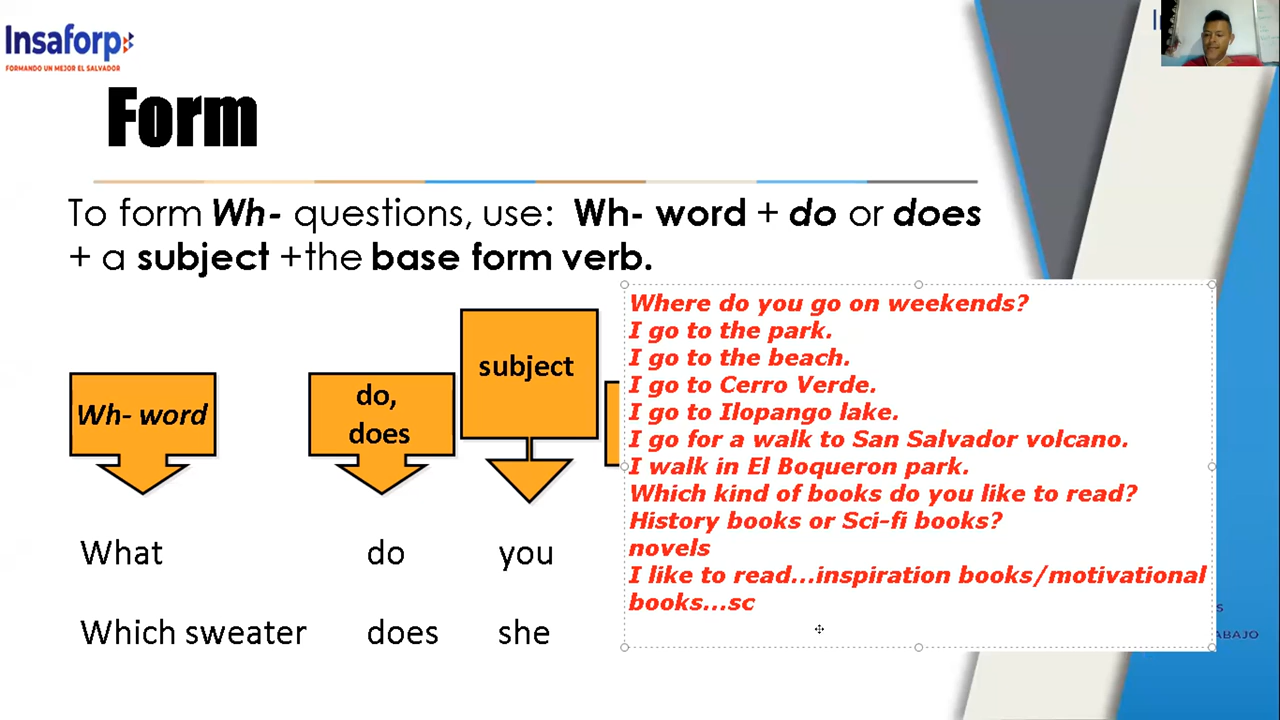 Insaforp
FORMANDO UN MEJOR EL SALVADOR
Form
To form Wh- questions, use: Wh- word + do or does
+ a subject +the base form verb.
Wh- word
do,
does
subject
What do you
Which sweater does she
Where do you go on weekends?
I go to the park.
I go to the beach.
I go to Cerro Verde.
I go to Ilopango lake.
I go for a walk to San Salvador volcano.
I walk in El Boqueron park.
Which kind of books do you like to read?
History books or Sci-fi books?
novels
I like to read...inspiration books/motivational
books...sc